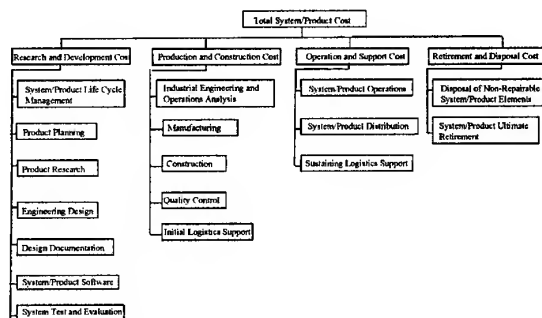 Total System/Product Cost
Research and Development Cost
Production and Construction Cost
Operation and Support Cost
Retirement and Disposal Cost
System/Product Life Cycle
Management
Product Planning
Product Research
Engineering Design
Design Documentation
System/Product Software
System Test and Evaluation
Industrial Engineering and
Operations Analysis
Manufacturing
Construction
Quality Control
Initial Logistics Support
System/Product Operations
System/Product Distribution
Sustaining Logistics Support
Disposal of Non-Repairable
System/Product Elements
System/Product Ultimate
Retirement